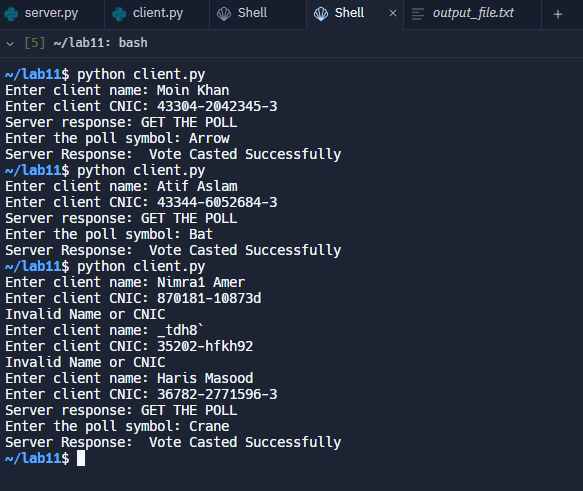 server.py client.py Shell Shell × output_file.txt +
[5] ~/lab11: bash
~/lab11$ python client.py
Enter client name: Moin Khan
Enter client CNIC: 43304-2042345-3
Server response: GET THE POLL
Enter the poll symbol: Arrow
Server Response:  Vote Casted Successfully
~/lab11$ python client.py
Enter client name: Atif Aslam
Enter client CNIC: 43344-6052684-3
Server response: GET THE POLL
Enter the poll symbol: Bat
Server Response:  Vote Casted Successfully
~/lab11$ python client.py
Enter client name: Nimra1 Amer
Enter client CNIC: 870181-10873d
Invalid Name or CNIC
Enter client name: _tdh8`
Enter client CNIC: 35202-hfkh92
Invalid Name or CNIC
Enter client name: Haris Masood
Enter client CNIC: 36782-2771596-3
Server response: GET THE POLL
Enter the poll symbol: Crane
Server Response:  Vote Casted Successfully
~/lab11$